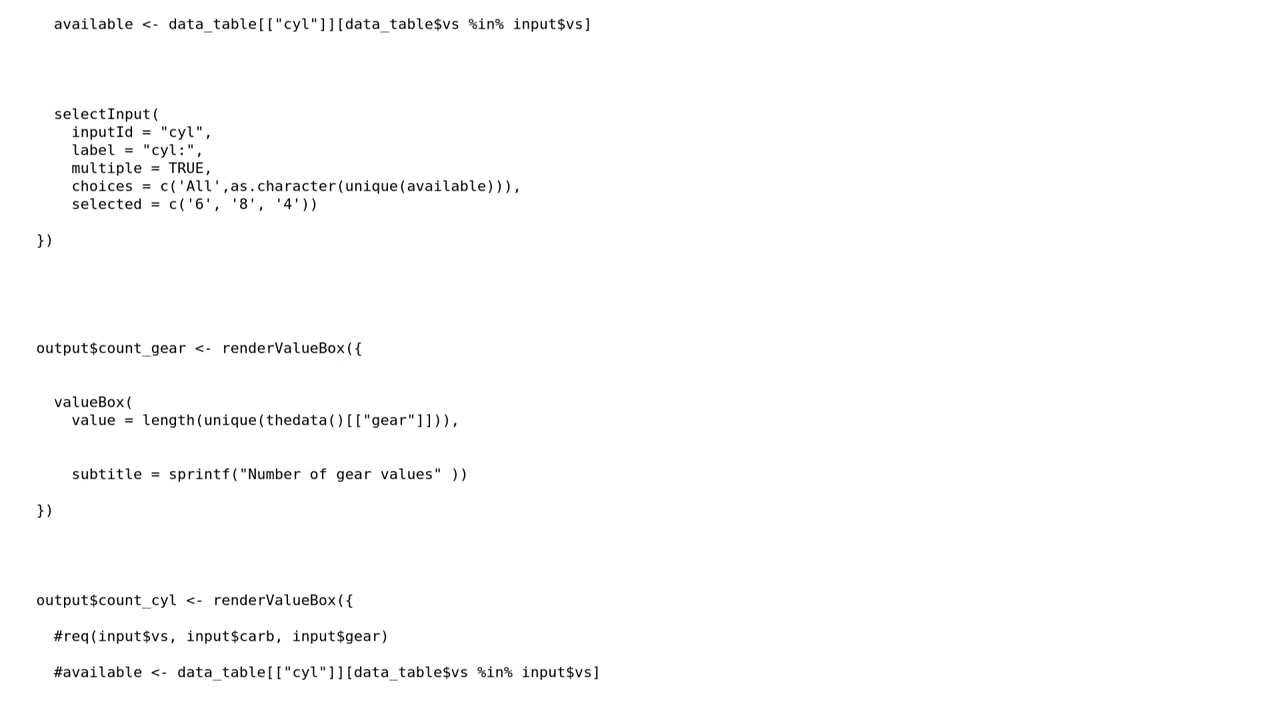 available <- data_table[["cyl"]][data_table$vs %in% input$vs]
selectInput(
inputId = "cyl",
label = "cyl:",
multiple = TRUE,
choices = c('All',as.character(unique(available))),
selected = c('6', '8', '4'))
})
output$count_gear <- renderValueBox({
valueBox(
value = length(unique(thedata()[["gear"]])),
subtitle = sprintf("Number of gear values" ))
})
output$count_cyl <- renderValueBox({
#req(input$vs, input$carb, input$gear)
#available <- data_table[["cyl"]][data_table$vs %in% input$vs]